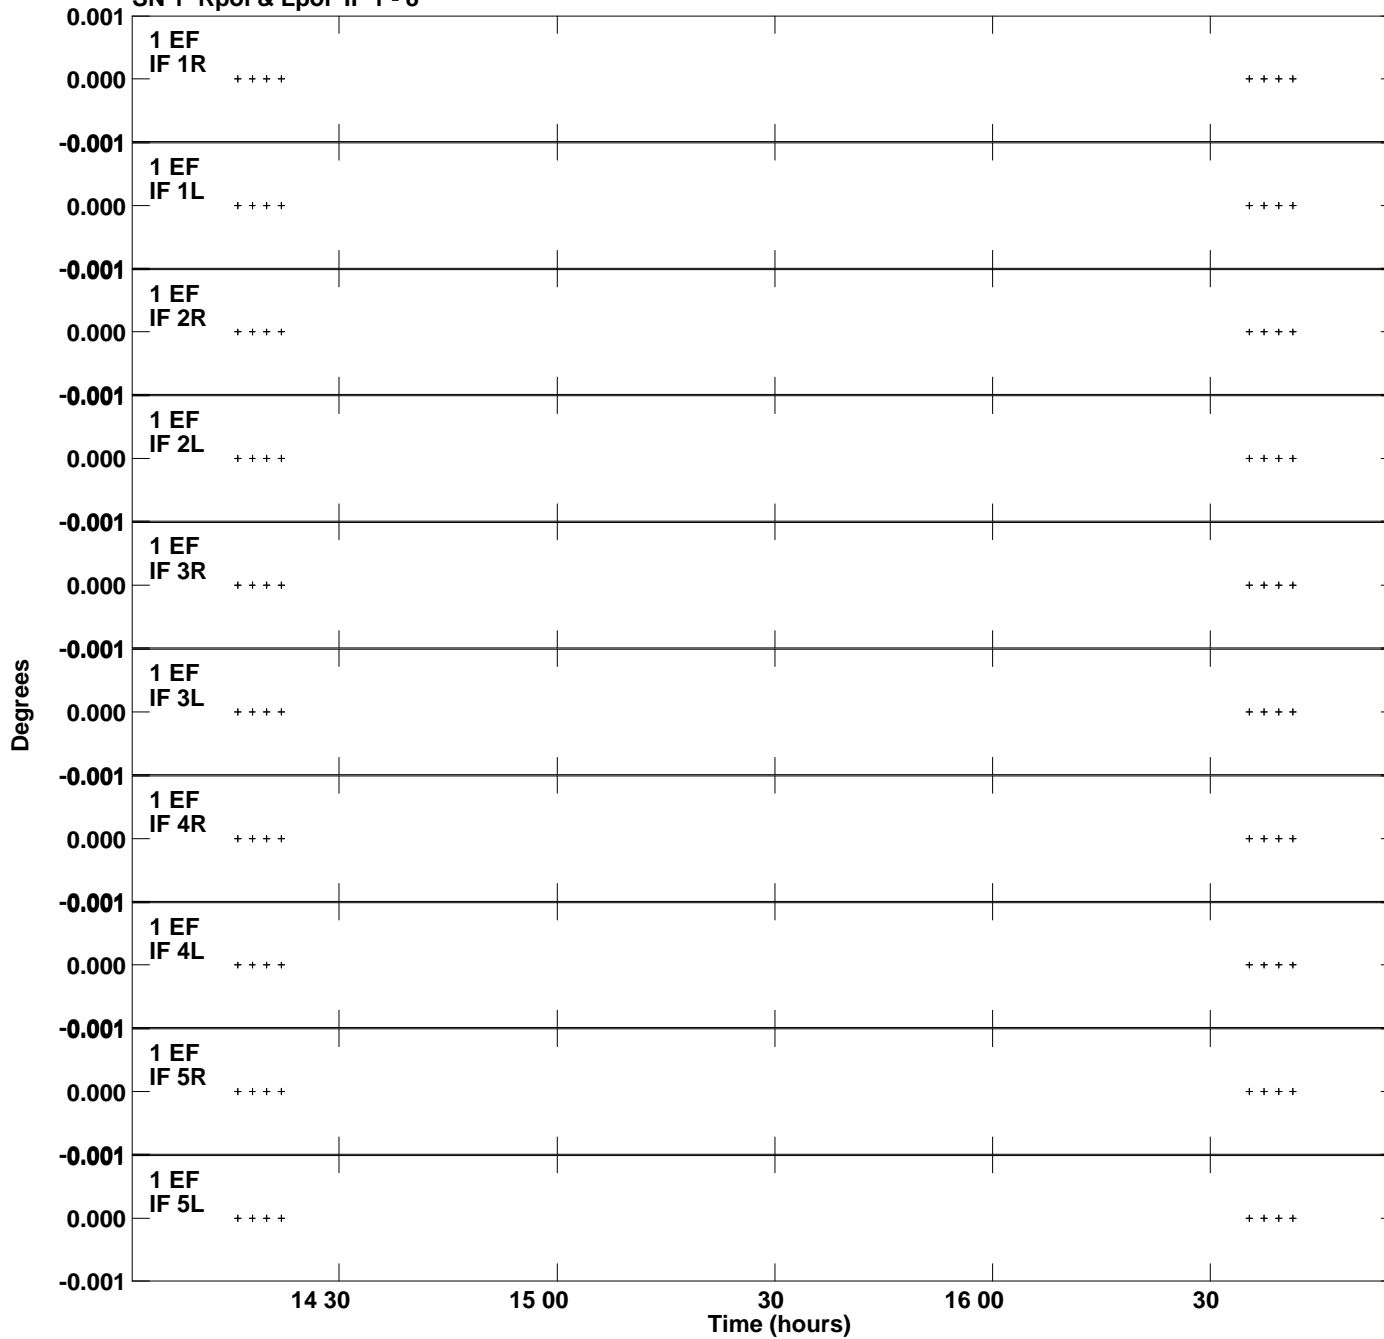 SN 1 Rpol & Lpol IF 1 - 8
0.001
1 EF
IF 1R
0.000
-0.001
1 EF
IF 1L
0.000
-0.001
1 EF
IF 2R
0.000
-0.001
1 EF
IF 2L
0.000
-0.001
1 EF
IF 3R
0.000
-0.001
1 EF
IF 3L
0.000
-0.001
1 EF
IF 4R
0.000
-0.001
1 EF
IF 4L
0.000
-0.001
1 EF
IF 5R
0.000
-0.001
1 EF
IF 5L
0.000
-0.001
Degrees
14 30 15 00 30 16 00 30
Time (hours)